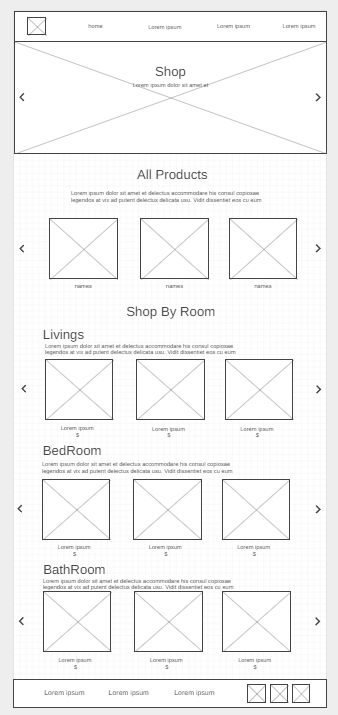 home Lorem ipsum Lorem ipsum Lorem ipsum
Shop
Lorem ipsum dolor sit amet et
All Products
Lorem ipsum dolor sit amet et delectus accommodare his consul copiosae
legendos at vix ad putent delectus delicata usu. Vidit dissentiet eos cu eum
names names names
Shop By Room
Livings
Lorem ipsum dolor sit amet et delectus accommodare his consul copiosae
legendos at vix ad putent delectus delicata usu. Vidit dissentiet eos cu eum
Lorem ipsum Lorem ipsum Lorem ipsum
$ $ $
BedRoom
Lorem ipsum dolor sit amet et delectus accommodare his consul copiosae
legendos at vix ad putent delectus delicata usu. Vidit dissentiet eos cu eum
Lorem ipsum Lorem ipsum Lorem ipsum
$ $ $
BathRoom
Lorem ipsum dolor sit amet et delectus accommodare his consul copiosae
legendos at vix ad putent delectus delicata usu. Vidit dissentiet eos cu eum
Lorem ipsum Lorem ipsum Lorem ipsum
$ $ $
Lorem ipsum Lorem ipsum Lorem ipsum